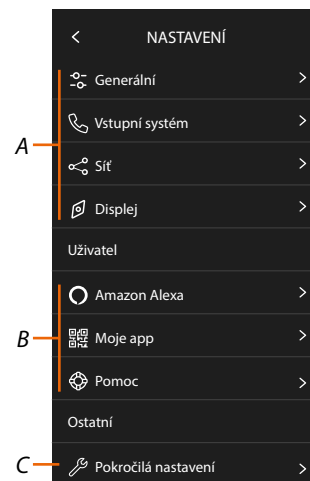 NASTAVENÍ
Generální
Vstupní systém
A
Síť
Displej
Uživatel
Amazon Alexa
B
Moje app
Pomoc
Ostatní
C
Pokročilá nastavení